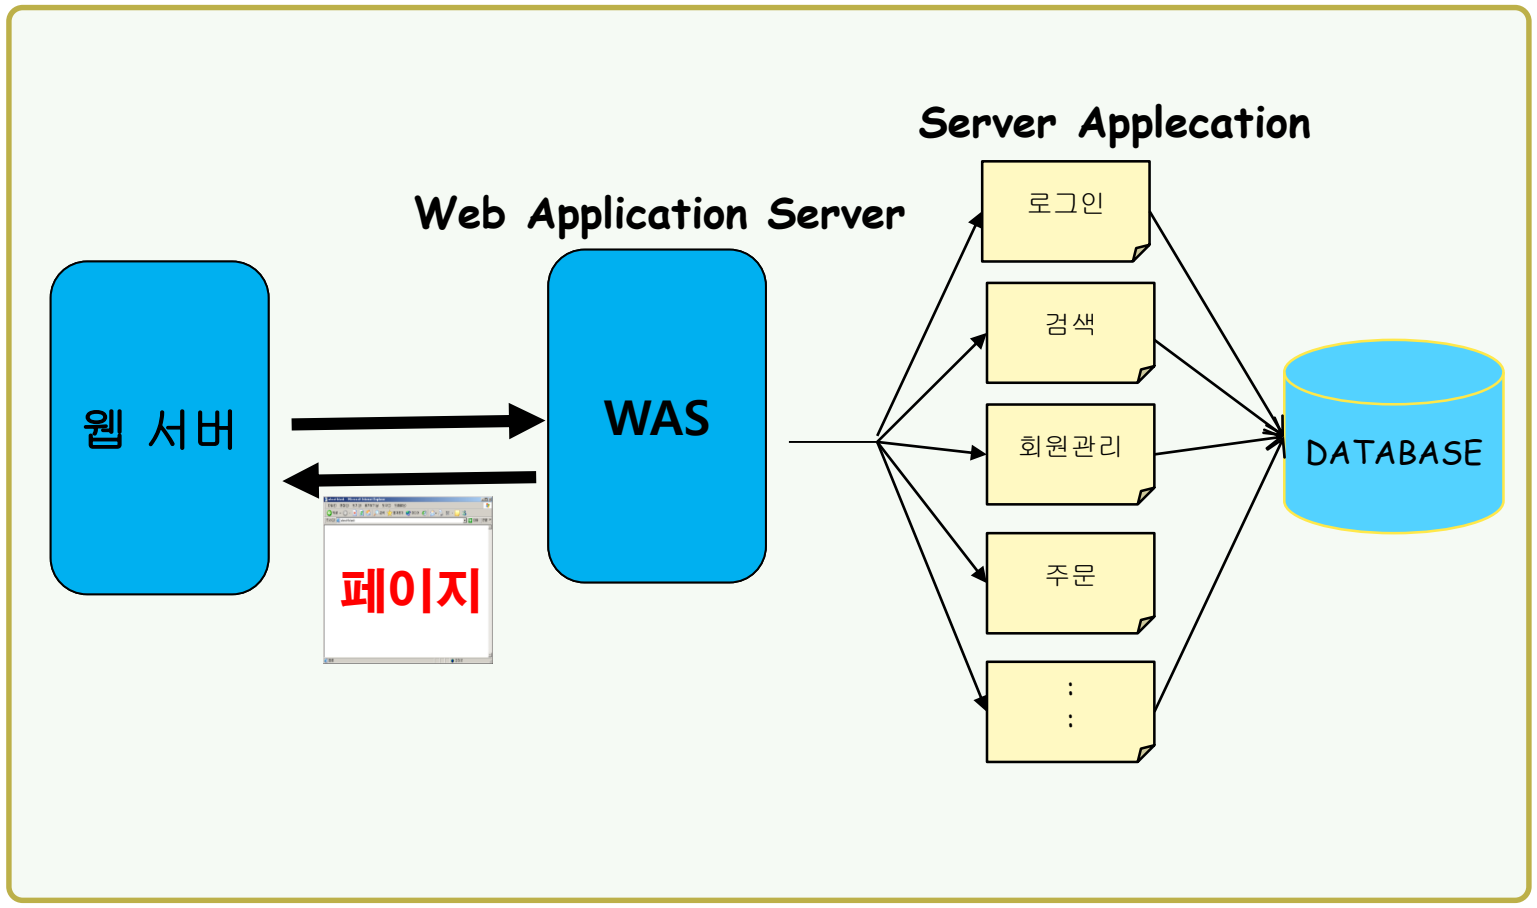 Server Applecation
로그인
Web Application Server
검색
웹 서버
WAS
회원관리
DATABASE
페이지
주문
:
: